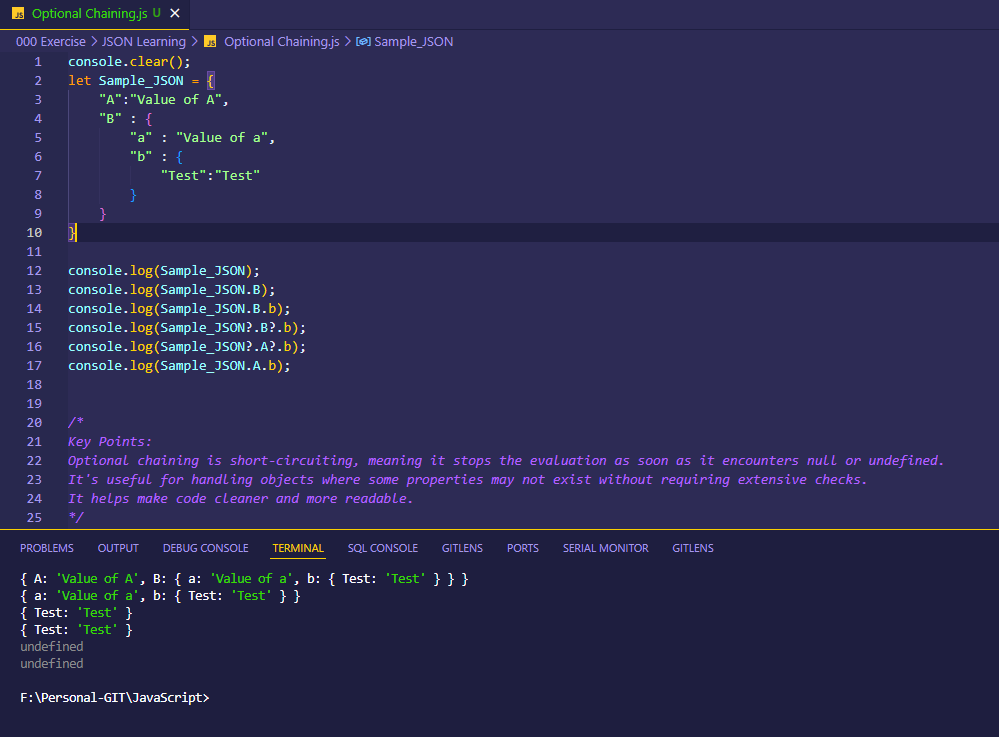 JS Optional Chaining.js U ×
000 Exercise > JSON Learning > JS Optional Chaining.js > Sample_JSON
1 console.clear();
2 let Sample_JSON = {
3 "A":"Value of A",
4 "B" : {
5 "a" : "Value of a",
6 "b" : {
7 "Test":"Test"
8 }
9 }
10 }
11
12 console.log(Sample_JSON);
13 console.log(Sample_JSON.B);
14 console.log(Sample_JSON.B.b);
15 console.log(Sample_JSON?.B?.b);
16 console.log(Sample_JSON?.A?.b);
17 console.log(Sample_JSON.A.b);
18
19
20 /*
21 Key Points:
22 Optional chaining is short-circuiting, meaning it stops the evaluation as soon as it encounters null or undefined.
23 It's useful for handling objects where some properties may not exist without requiring extensive checks.
24 It helps make code cleaner and more readable.
25 */
PROBLEMS OUTPUT DEBUG CONSOLE TERMINAL SQL CONSOLE GITLENS PORTS SERIAL MONITOR GITLENS
{ A: 'Value of A', B: { a: 'Value of a', b: { Test: 'Test' } } }
{ a: 'Value of a', b: { Test: 'Test' } }
{ Test: 'Test' }
{ Test: 'Test' }
undefined
undefined
F:\Personal-GIT\JavaScript>